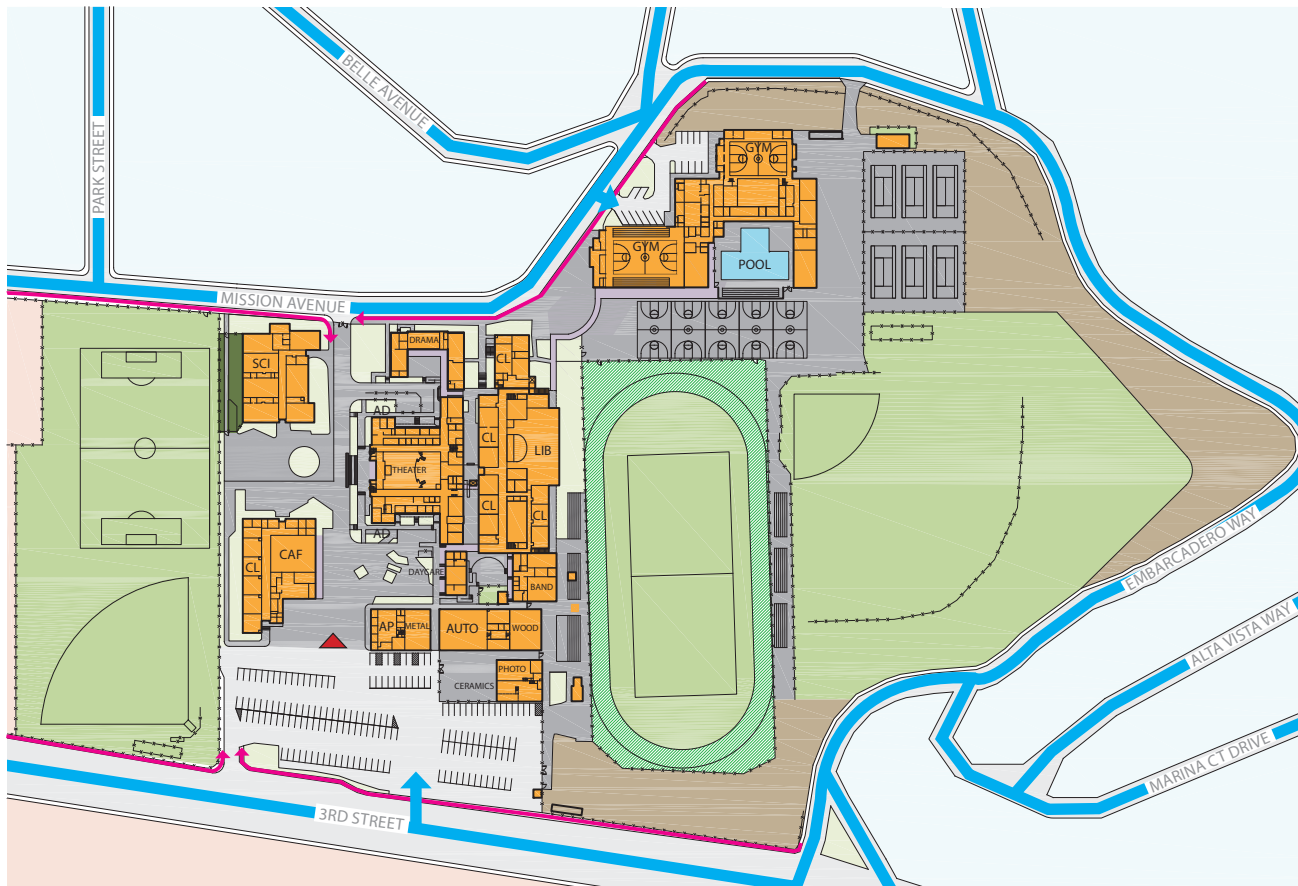 BELLE AVENUE
PARK STREET
GYM
GYM
POOL
MISSION AVENUE
DRAMA
SCI
CL
AD
CL
LIB
THEATER
CL
CL
AD
CAF
CL
DAYCARE
BAND
AP
METAL
AUTO
WOOD
PHOTO
CERAMICS
EMBARCADERO WAY
ALTA VISTA WAY
MARINA CT DRIVE
3RD STREET